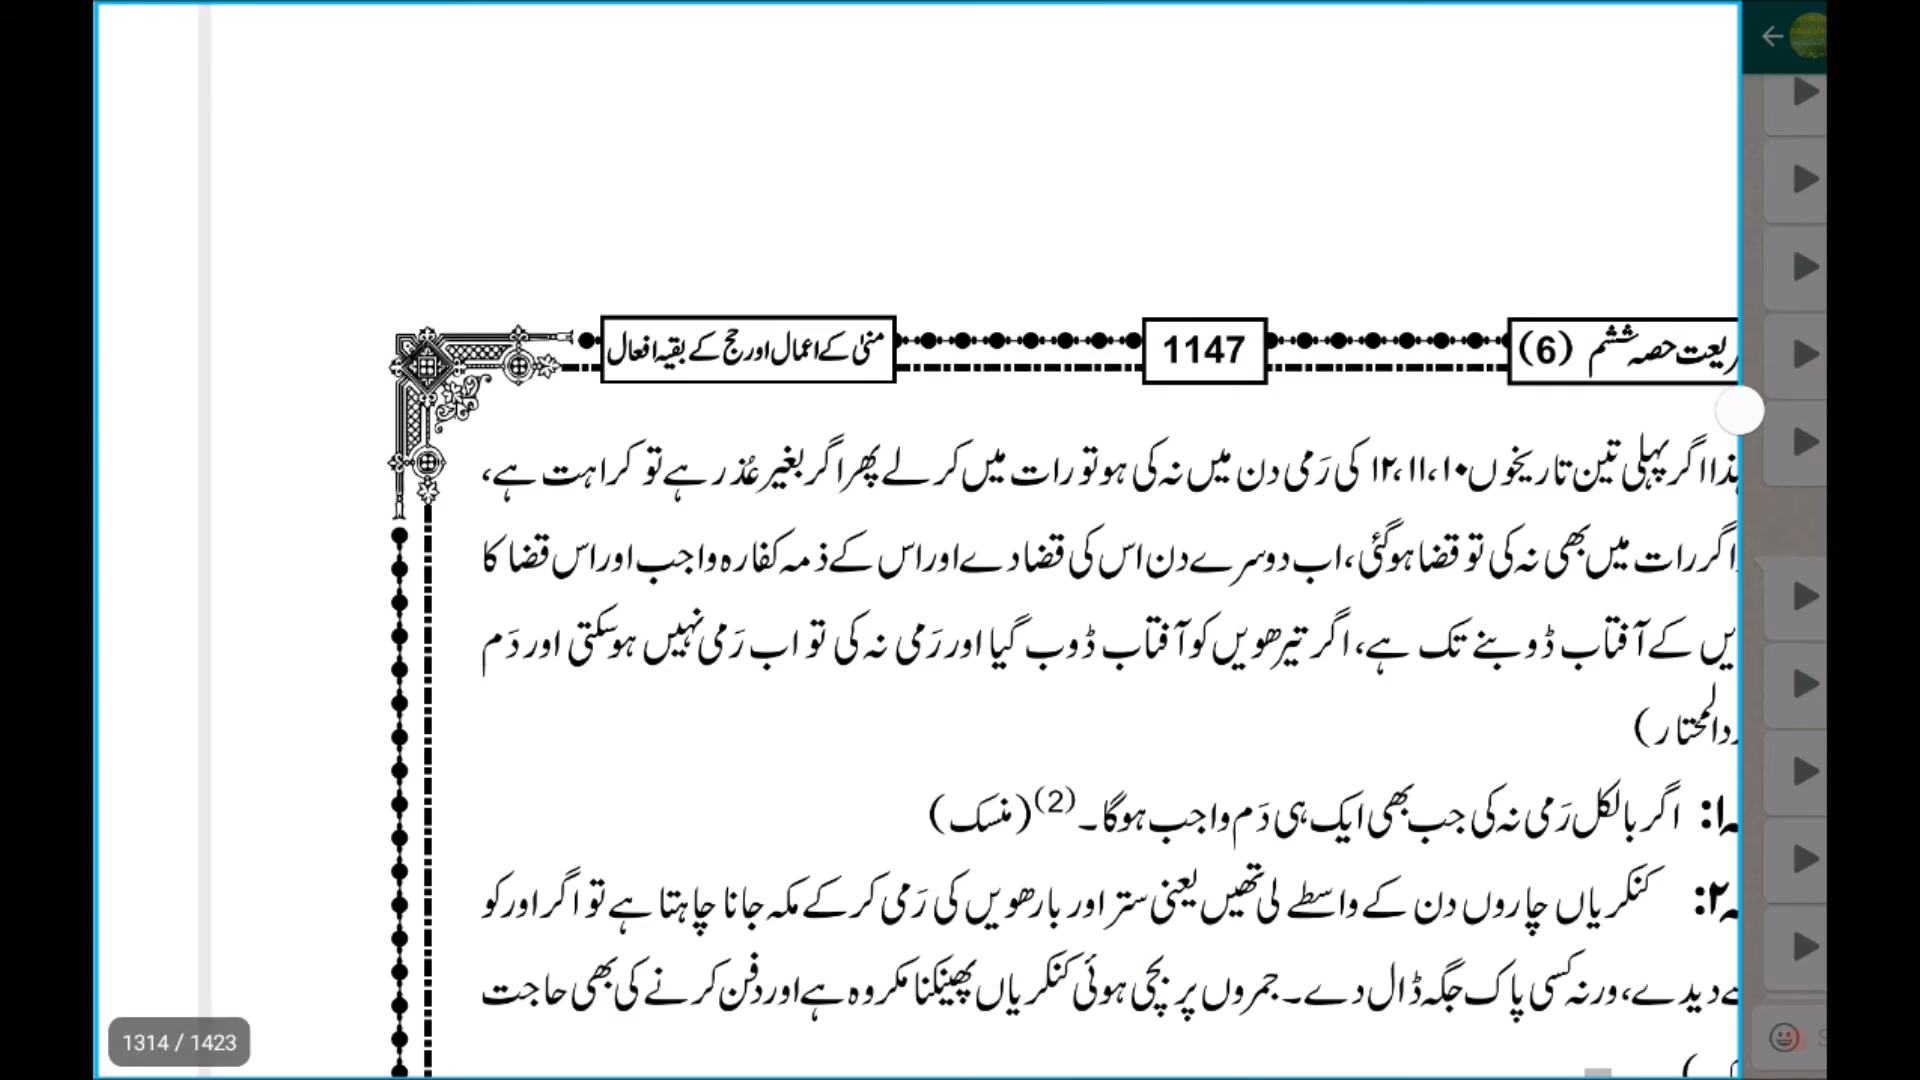 حصہ ششم (6)
1147
منیٰ کے اعمال اور حج کے بقیہ افعال
اگر پہلی تین تاریخوں ۱۰،۱۱،۱۲ کی رَمی دن میں نہ کی ہو تو رات میں کرلے پھر اگر بغیر عُذر ہے تو کراہت ہے،
اگر رات میں بھی نہ کی تو قضا ہوگئی، اب دوسرے دن اس کی قضا دے اور اس کے ذمہ کفارہ واجب اور اس قضا کا
کے آفتاب ڈوبنے تک ہے، اگر تیرھویں کو آفتاب ڈوب گیا اور رَمی نہ کی تو اب رَمی نہیں ہوسکتی اور دَم
ردالمحتار)
۱: اگر بالکل رَمی نہ کی جب بھی ایک ہی دَم واجب ہوگا۔(2) (منسک)
۲: کنکریاں چاروں دن کے واسطے لی تھیں یعنی ستر اور بارھویں کی رَمی کر کے مکہ جانا چاہتا ہے تو اگر اور کو
دیدے، ورنہ کسی پاک جگہ ڈال دے۔ جمروں پر بچی ہوئی کنکریاں پھینکنا مکروہ ہے اور دفن کرنے کی بھی حاجت
1314 / 1423